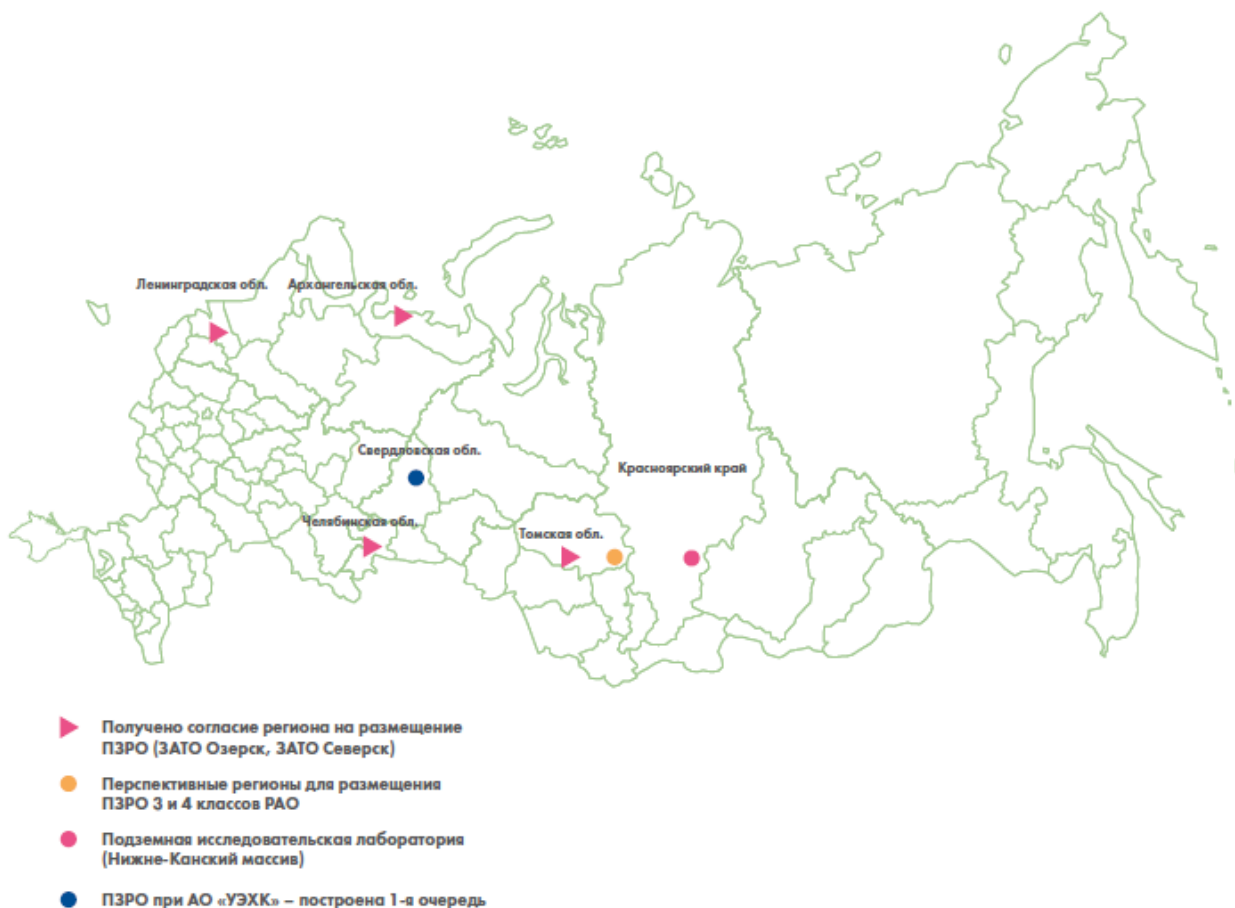 Ленинградская обл.
Архангельская обл.
Свердловская обл.
Красноярский край
Челябинская обл.
Томская обл.
Получено согласие региона на размещение
ПЗРО (ЗАТО Озерск, ЗАТО Северск)
Перспективные регионы для размещения
ПЗРО 3 и 4 классов РАО
Подземная исследовательская лаборатория
(Нижне-Канский массив)
ПЗРО при АО «УЭХК» – построена 1-я очередь